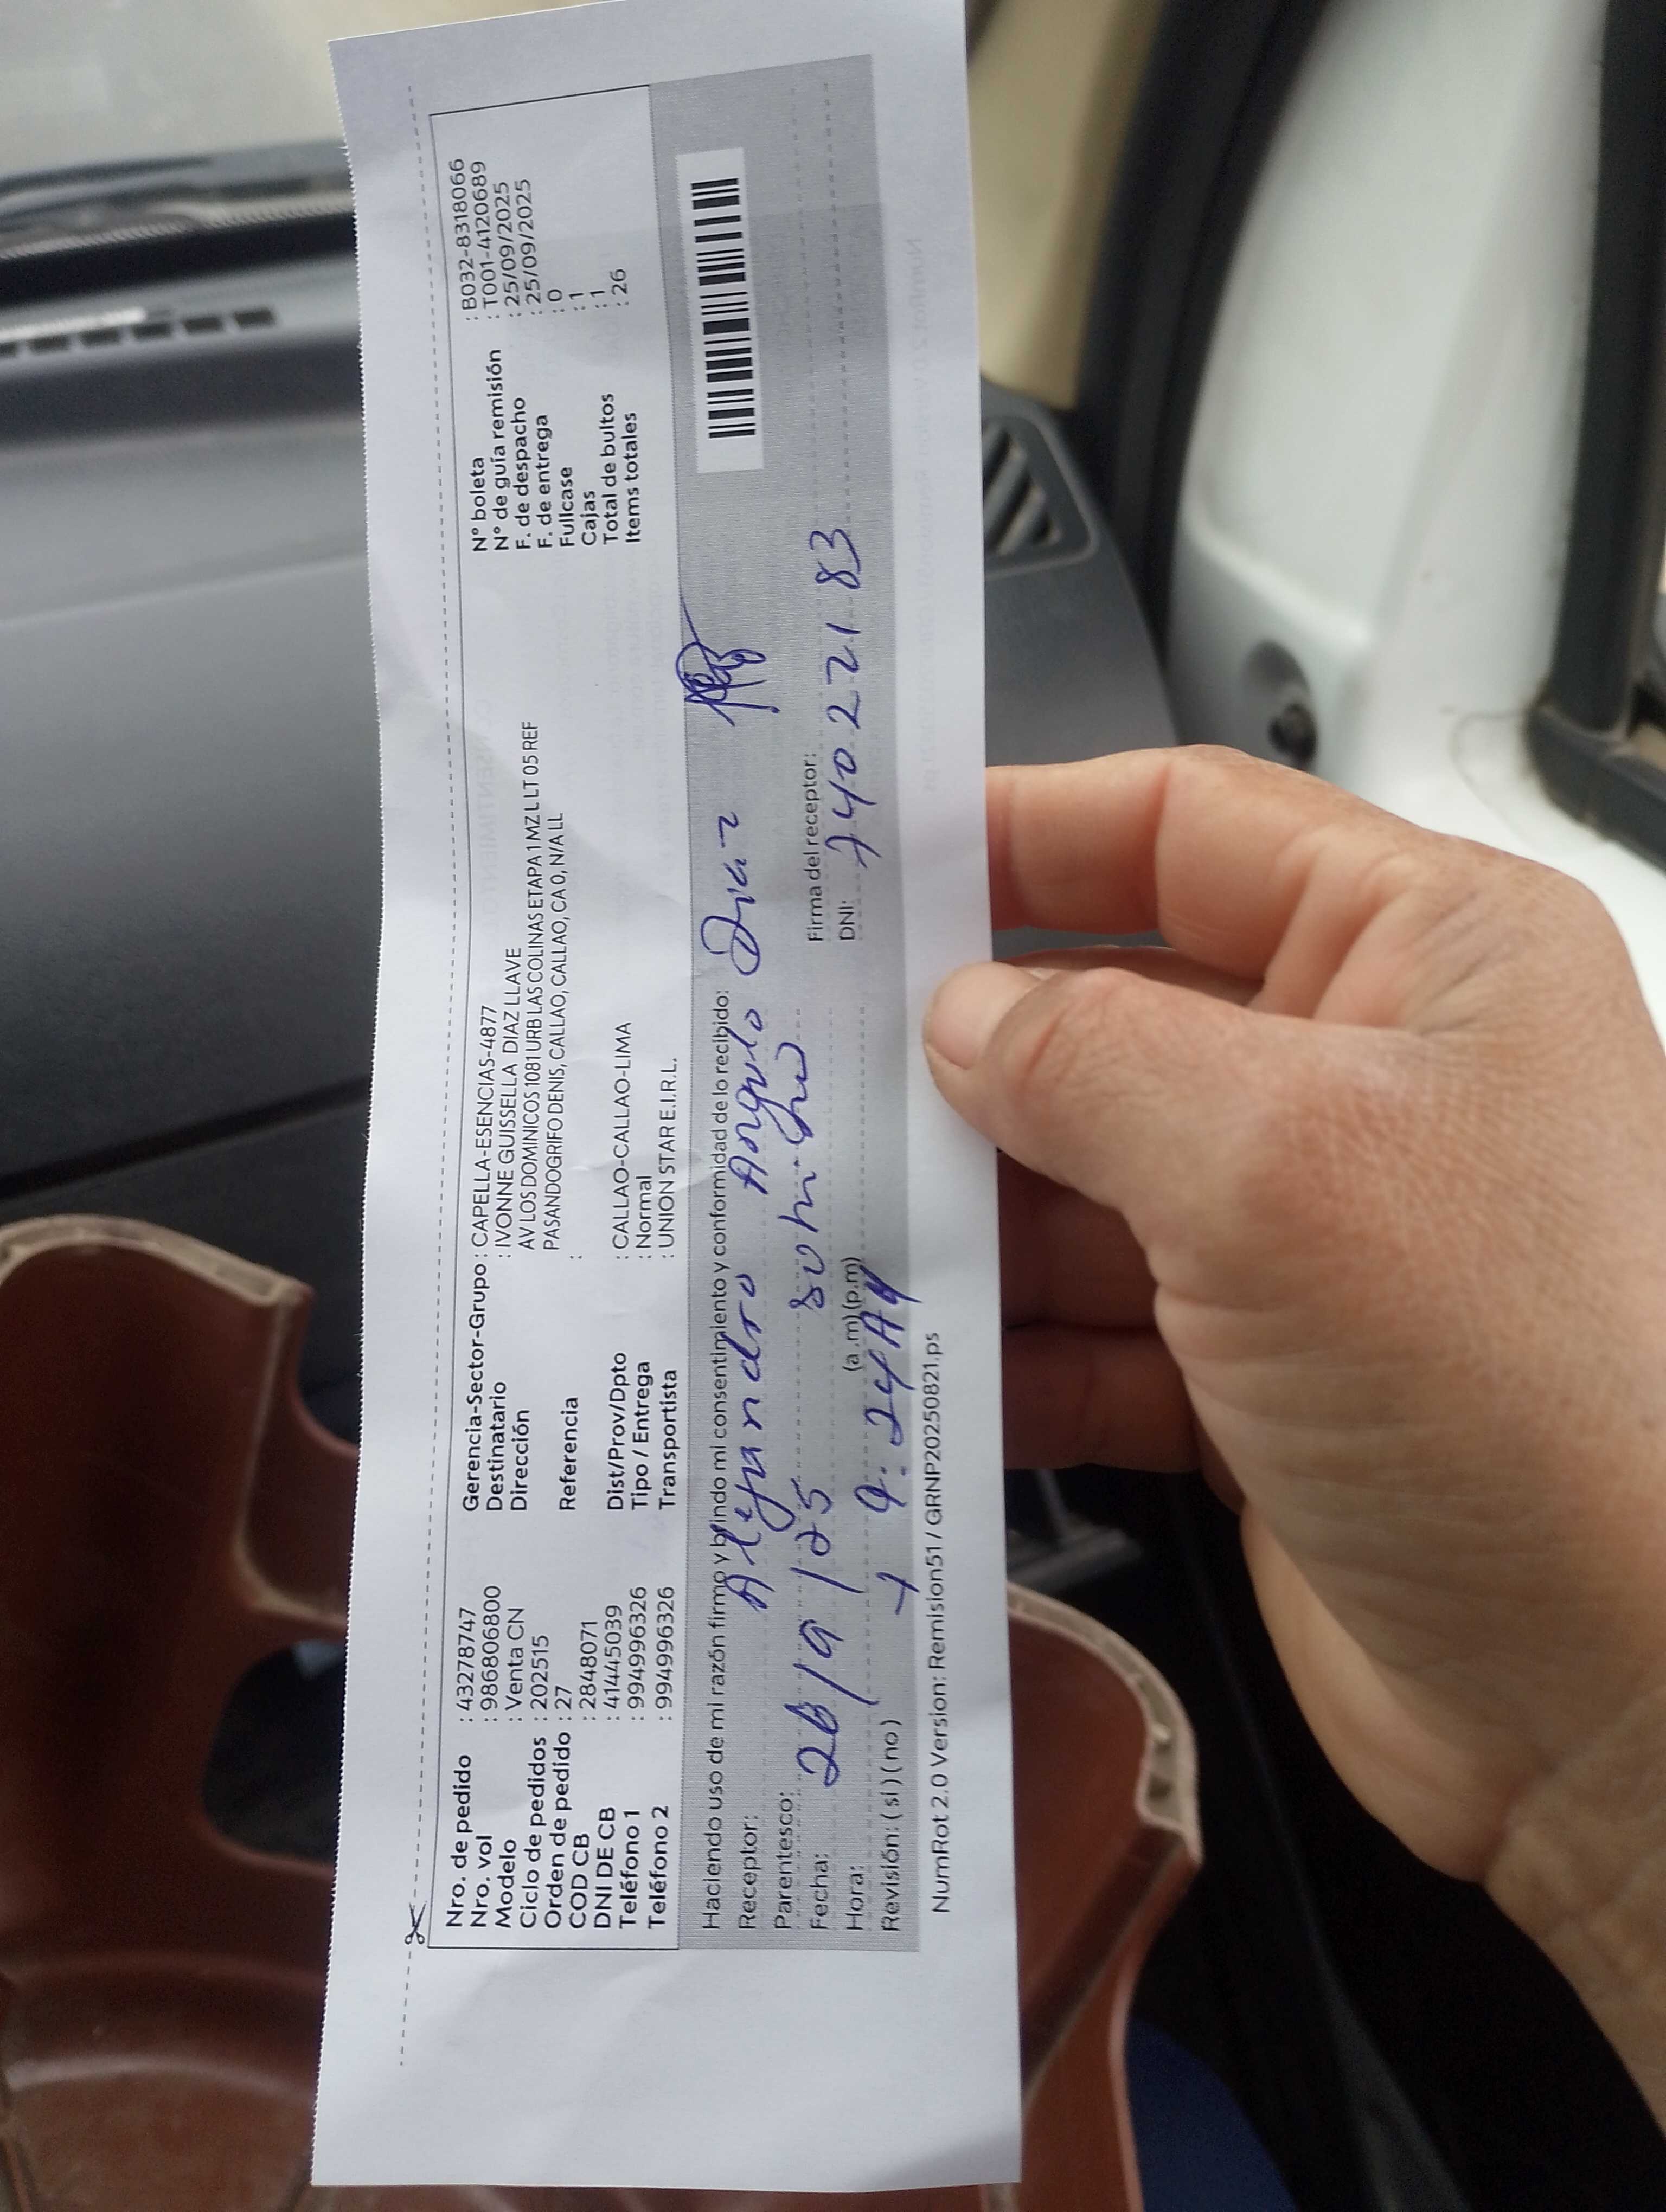 Nro. de pedido : 43278747
Nro. vol : 986806800
Modelo : Venta CN
Ciclo de pedidos : 202515
Orden de pedido : 27
COD CB : 2848071
DNI DE CB : 41445039
Teléfono 1 : 994996326
Teléfono 2 : 994996326
Gerencia-Sector-Grupo : CAPELLA-ESENCIAS-4877
Destinatario : IVONNE GUISSELLA DIAZ LLAVE
Dirección AV LOS DOMINICOS 1081 URB LAS COLINAS ETAPA 1 MZ L LT 05 REF
PASANDO GRIFO DENIS, CALLAO, CALLAO, CA 0, N/A LL
Referencia :
Dist/Prov/Dpto : CALLAO-CALLAO-LIMA
Tipo / Entrega : Normal
Transportista : UNION STAR E.I.R.L.
N° boleta : B032-8318066
N° de guía remisión : T001-4120689
F. de despacho : 25/09/2025
F. de entrega : 25/09/2025
Fullcase : 0
Cajas : 1
Total de bultos : 1
Items totales : 26
Haciendo uso de mi razón firmo y brindo mi consentimiento y conformidad de lo recibido:
Receptor: Alejandro Angulo Diaz
Parentesco:
Fecha: 26/9/25
Firma del receptor:
Hora: 9:24 AM (a.m) (p.m)
DNI: 74022183
Revisión: ( si ) ( no )
NumRot 2.0 Version: Remision51 / GRNP20250821.ps